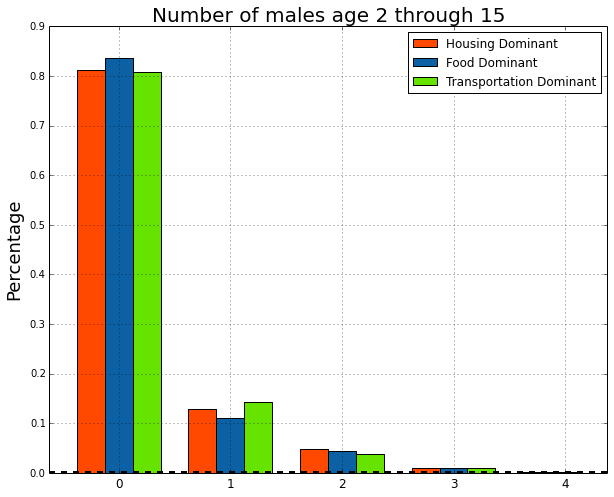 Number of males age 2 through 15
Housing Dominant
Food Dominant
Transportation Dominant
Percentage
0.9
0.8
0.7
0.6
0.5
0.4
0.3
0.2
0.1
0.0
0 1 2 3 4